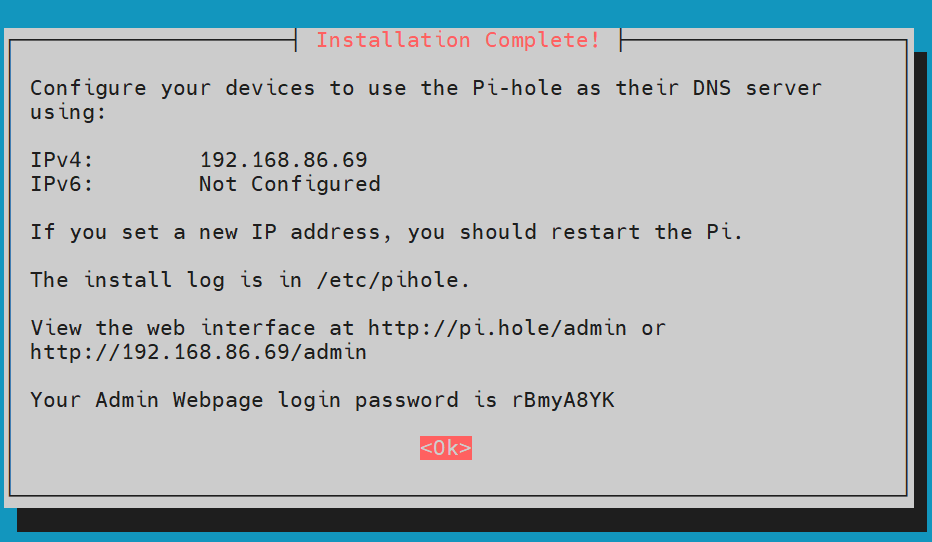 Installation Complete!
Configure your devices to use the Pi-hole as their DNS server
using:
IPv4: 192.168.86.69
IPv6: Not Configured
If you set a new IP address, you should restart the Pi.
The install log is in /etc/pihole.
View the web interface at http://pi.hole/admin or
http://192.168.86.69/admin
Your Admin Webpage login password is rBmyA8YK
<Ok>